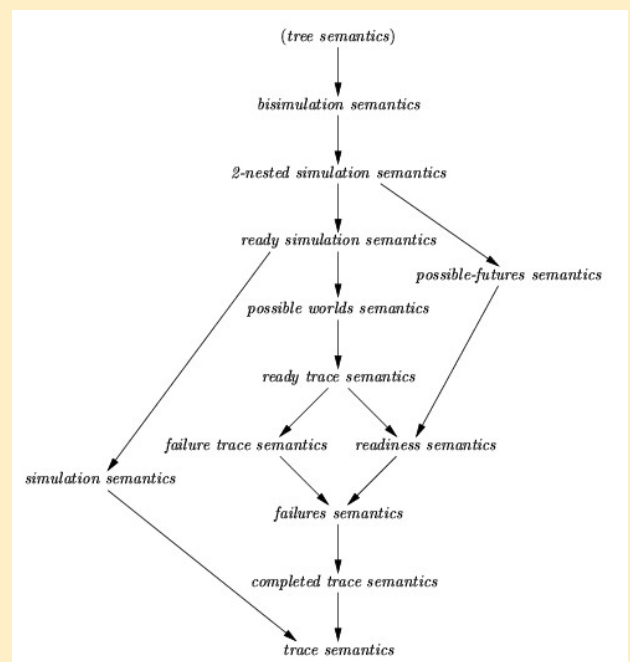 (tree semantics)
bisimulation semantics
2-nested simulation semantics
ready simulation semantics
possible-futures semantics
possible worlds semantics
ready trace semantics
failure trace semantics
readiness semantics
simulation semantics
failures semantics
completed trace semantics
trace semantics